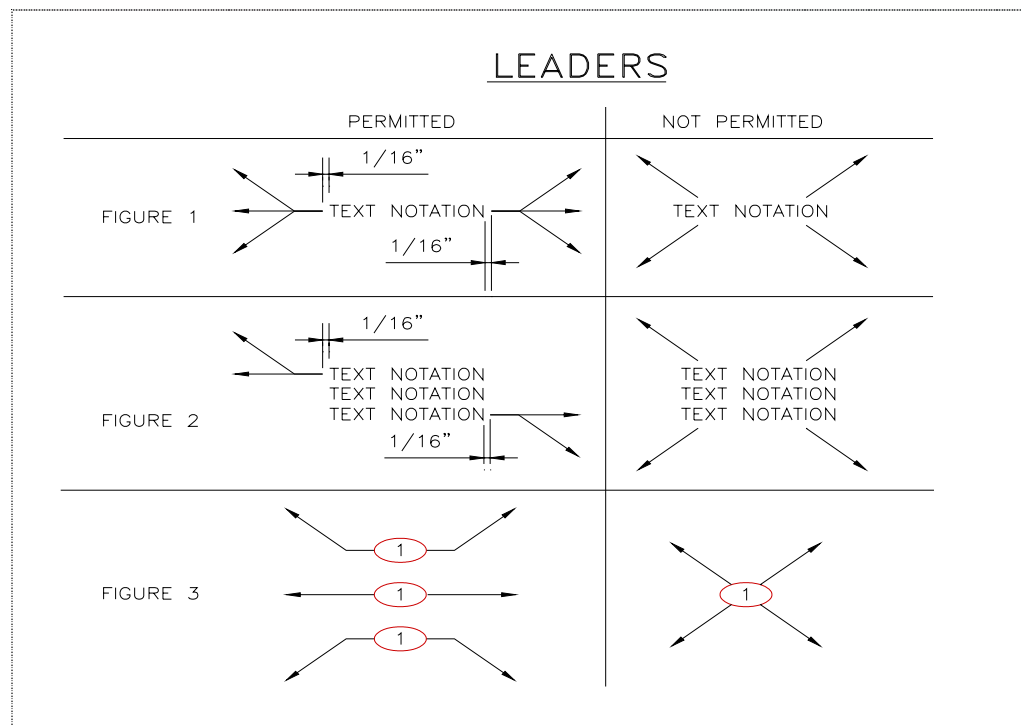 LEADERS
PERMITTED
NOT PERMITTED
1/16"
FIGURE 1
TEXT NOTATION
TEXT NOTATION
1/16"
1/16"
TEXT NOTATION
TEXT NOTATION
TEXT NOTATION
TEXT NOTATION
TEXT NOTATION
TEXT NOTATION
FIGURE 2
1/16"
1
FIGURE 3
1
1
1